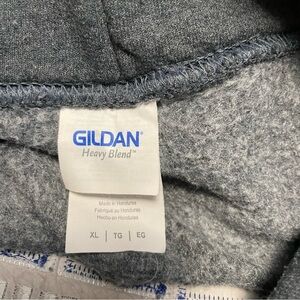 GILDAN®
Heavy Blend™
Made in Honduras
Fabriqué au Honduras
Hecho en Honduras
XL | TG | EG